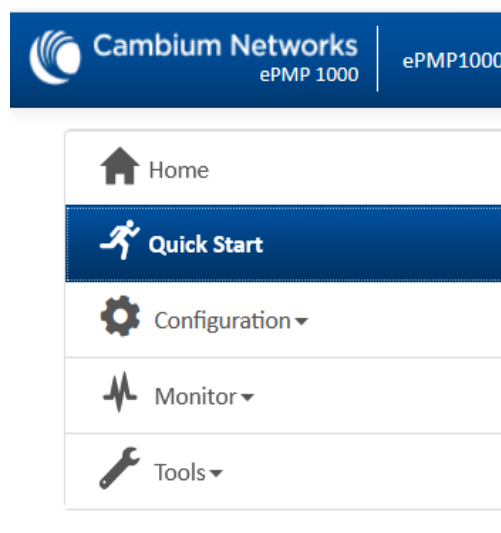 Cambium Networks
ePMP 1000
ePMP1000
Home
Quick Start
Configuration
Monitor
Tools